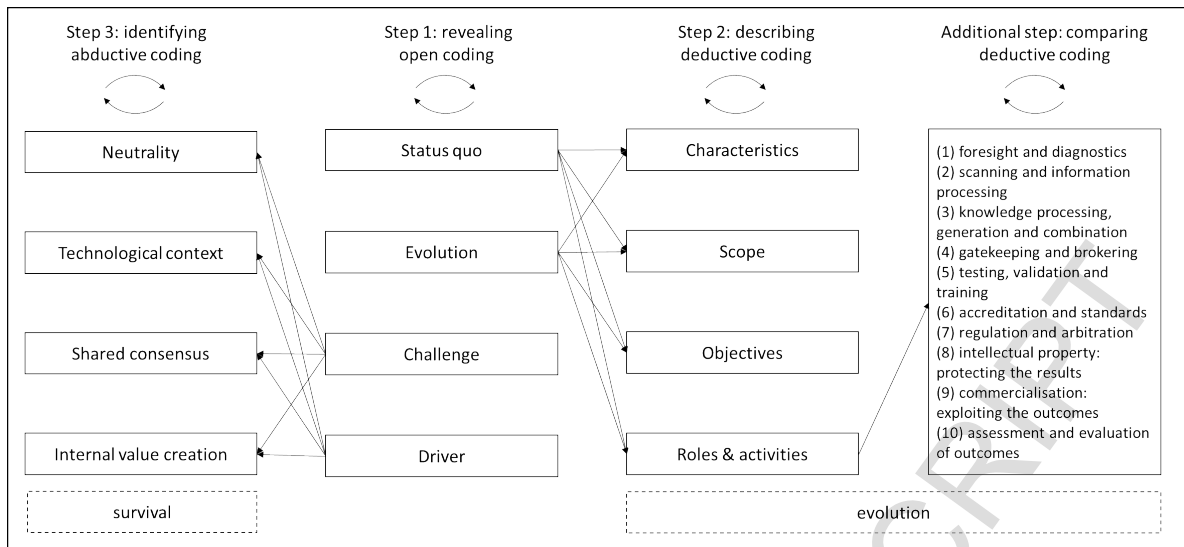 Step 3: identifying
abductive coding
Step 1: revealing
open coding
Step 2: describing
deductive coding
Additional step: comparing
deductive coding
Neutrality
Status quo
Characteristics
Technological context
Evolution
Scope
Shared consensus
Challenge
Objectives
Internal value creation
Driver
Roles & activities
(1) foresight and diagnostics
(2) scanning and information
processing
(3) knowledge processing,
generation and combination
(4) gatekeeping and brokering
(5) testing, validation and
training
(6) accreditation and standards
(7) regulation and arbitration
(8) intellectual property:
protecting the results
(9) commercialisation:
exploiting the outcomes
(10) assessment and evaluation
of outcomes
survival
evolution
CRIPT